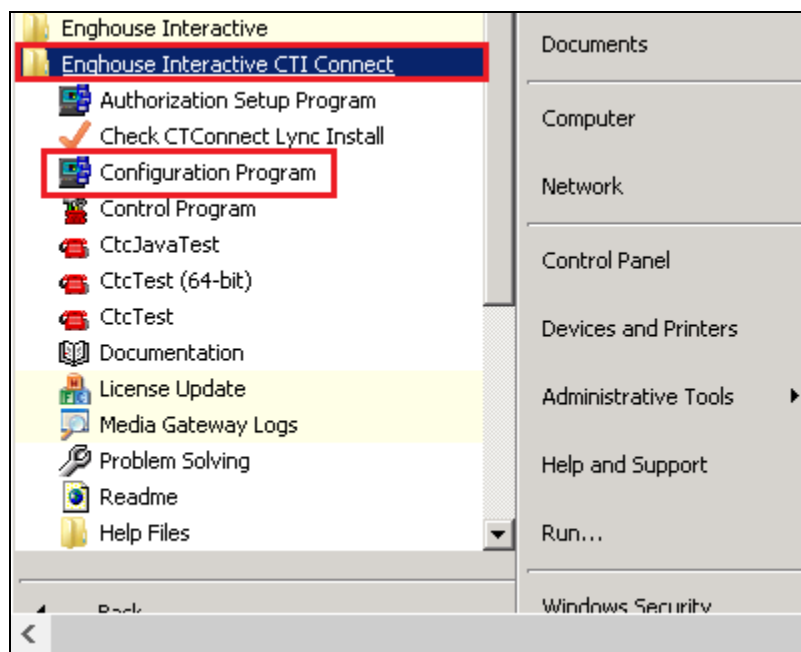 Enghouse Interactive
Enghouse Interactive CTI Connect
Authorization Setup Program
Check CTConnect Lync Install
Configuration Program
Control Program
CtcJavaTest
CtcTest (64-bit)
CtcTest
Documentation
License Update
Media Gateway Logs
Problem Solving
Readme
Help Files
Back
Documents
Computer
Network
Control Panel
Devices and Printers
Administrative Tools
Help and Support
Run...
Windows Security